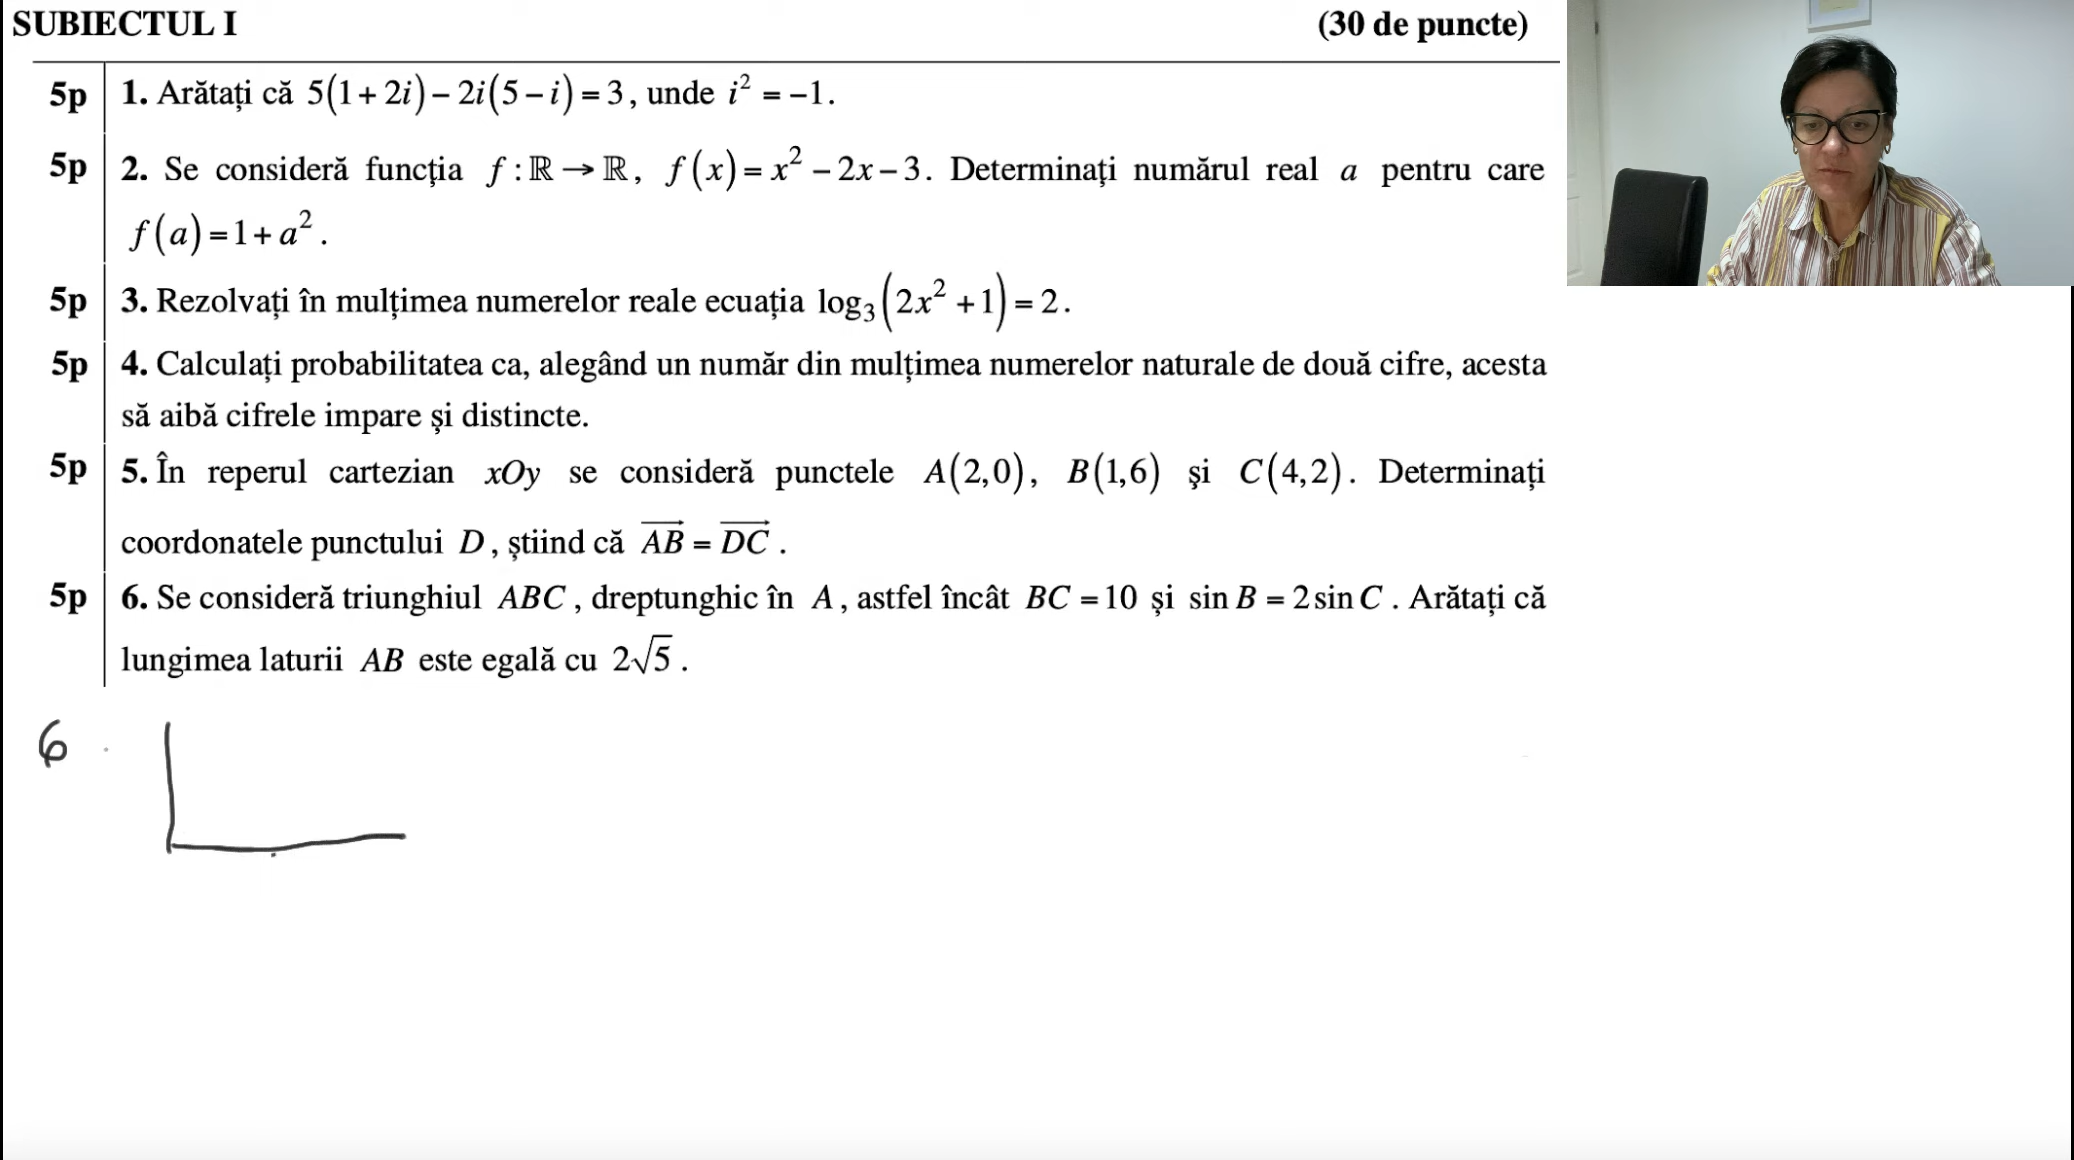 SUBIECTUL I (30 de puncte)
5p 1. Arătați că 5(1+2i)−2i(5−i)=3, unde i² = −1.
5p 2. Se consideră funcția f:ℝ→ℝ, f(x)=x²−2x−3. Determinați numărul real a pentru care
f(a)=1+a².
5p 3. Rezolvați în mulțimea numerelor reale ecuația log₃(2x²+1)=2.
5p 4. Calculați probabilitatea ca, alegând un număr din mulțimea numerelor naturale de două cifre, acesta
să aibă cifrele impare și distincte.
5p 5. În reperul cartezian xOy se consideră punctele A(2,0), B(1,6) şi C(4,2). Determinați
coordonatele punctului D, ştiind că \overrightarrow{AB} = \overrightarrow{DC}.
5p 6. Se consideră triunghiul ABC, dreptunghic în A, astfel încât BC=10 și sin B = 2sin C. Arătați că
lungimea laturii AB este egală cu 2√5.
6.